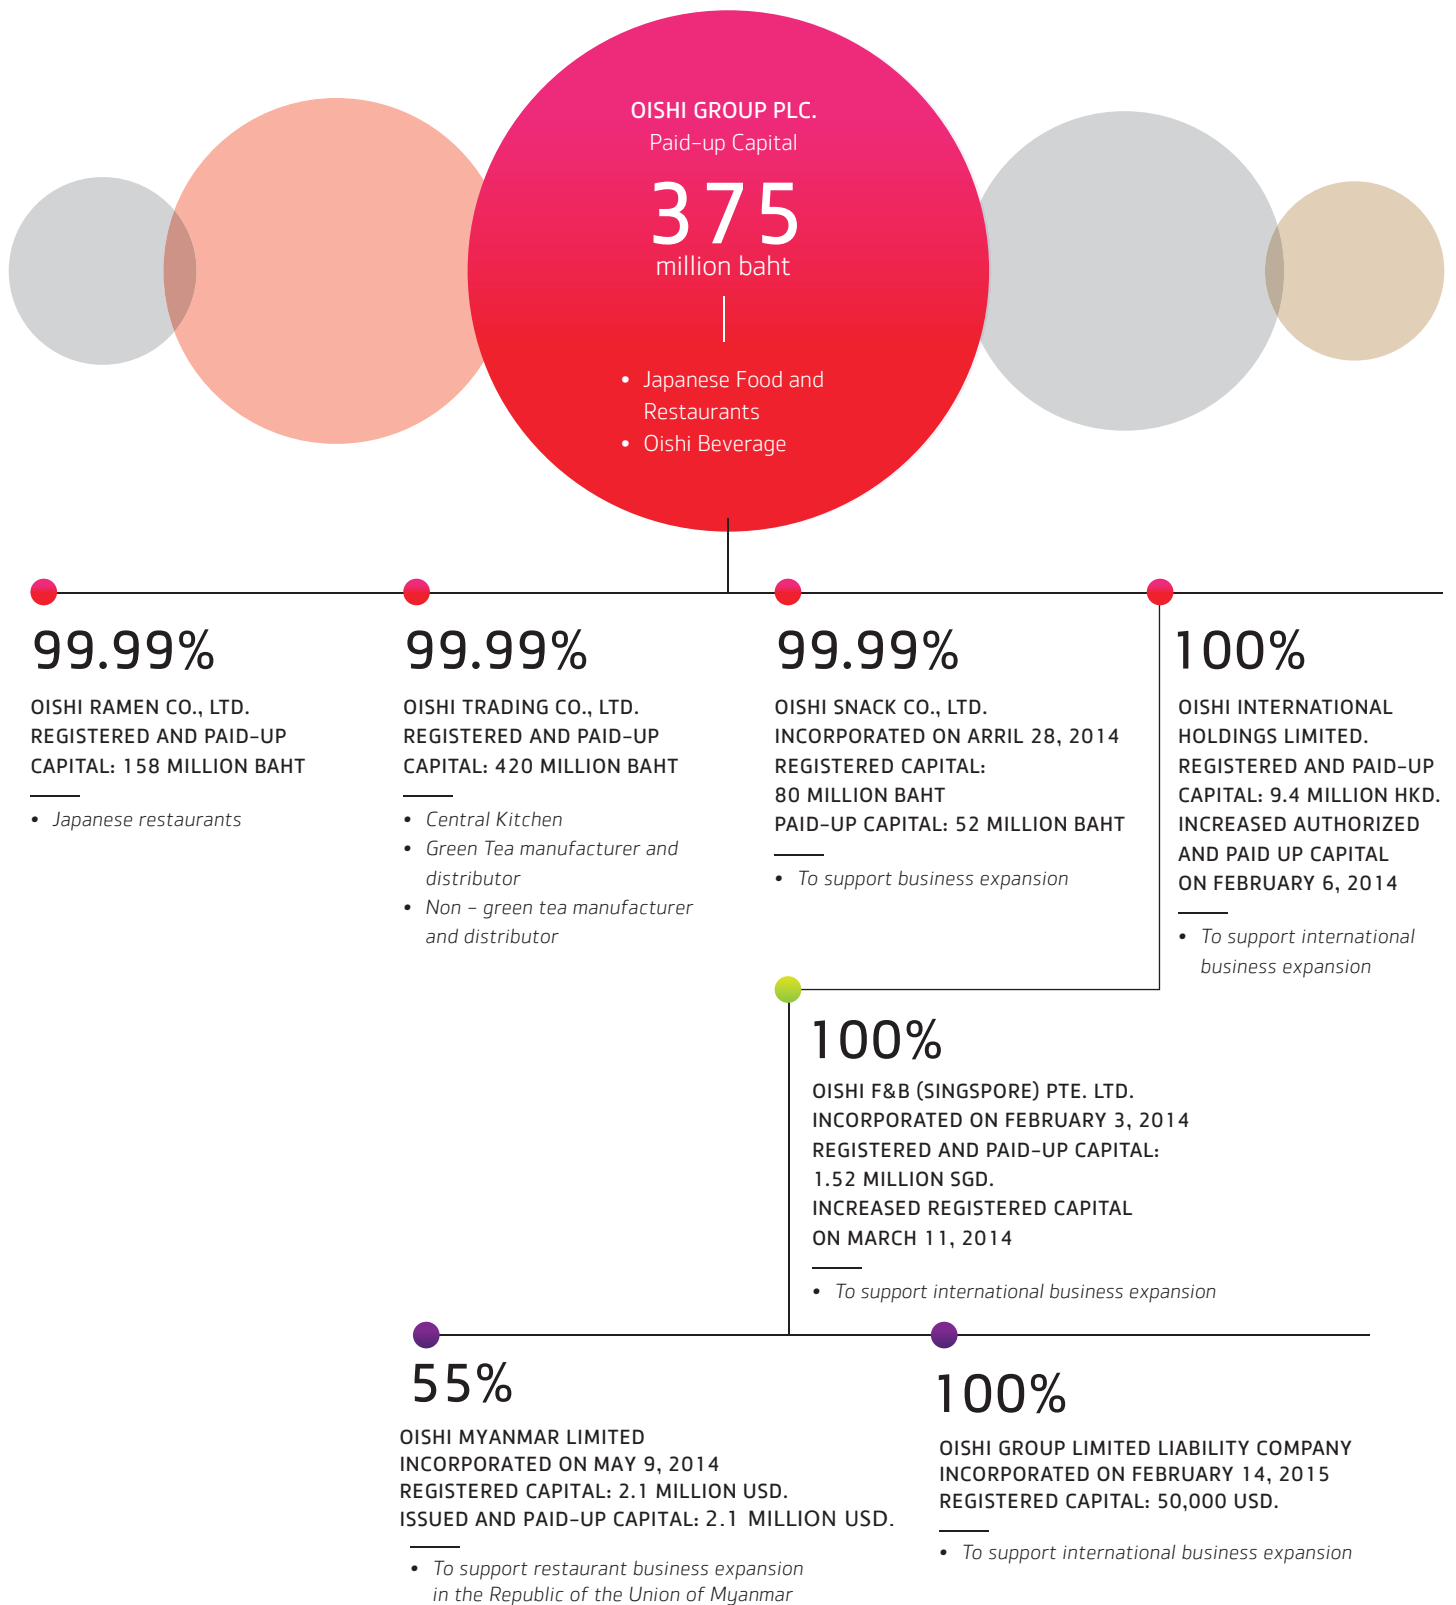 OISHI GROUP PLC.
Paid-up Capital
375
million baht
• Japanese Food and
Restaurants
• Oishi Beverage
99.99%
OISHI RAMEN CO., LTD.
REGISTERED AND PAID-UP
CAPITAL: 158 MILLION BAHT
• Japanese restaurants
99.99%
OISHI TRADING CO., LTD.
REGISTERED AND PAID-UP
CAPITAL: 420 MILLION BAHT
• Central Kitchen
• Green Tea manufacturer and
distributor
• Non - green tea manufacturer
and distributor
99.99%
OISHI SNACK CO., LTD.
INCORPORATED ON ARRIL 28, 2014
REGISTERED CAPITAL:
80 MILLION BAHT
PAID-UP CAPITAL: 52 MILLION BAHT
• To support business expansion
100%
OISHI INTERNATIONAL
HOLDINGS LIMITED.
REGISTERED AND PAID-UP
CAPITAL: 9.4 MILLION HKD.
INCREASED AUTHORIZED
AND PAID UP CAPITAL
ON FEBRUARY 6, 2014
• To support international
business expansion
100%
OISHI F&B (SINGSPORE) PTE. LTD.
INCORPORATED ON FEBRUARY 3, 2014
REGISTERED AND PAID-UP CAPITAL:
1.52 MILLION SGD.
INCREASED REGISTERED CAPITAL
ON MARCH 11, 2014
• To support international business expansion
55%
OISHI MYANMAR LIMITED
INCORPORATED ON MAY 9, 2014
REGISTERED CAPITAL: 2.1 MILLION USD.
ISSUED AND PAID-UP CAPITAL: 2.1 MILLION USD.
• To support restaurant business expansion
in the Republic of the Union of Myanmar
100%
OISHI GROUP LIMITED LIABILITY COMPANY
INCORPORATED ON FEBRUARY 14, 2015
REGISTERED CAPITAL: 50,000 USD.
• To support international business expansion